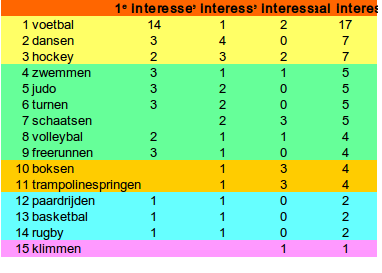 1e Interesse Interess Interes aal Interes
1 voetbal 14 1 2 17
2 dansen 3 4 0 7
3 hockey 2 3 2 7
4 zwemmen 3 1 1 5
5 judo 3 2 0 5
6 turnen 3 2 0 5
7 schaatsen 2 3 5
8 volleybal 2 1 1 4
9 freerunnen 3 1 0 4
10 boksen 1 3 4
11 trampolinespringen 1 3 4
12 paardrijden 1 1 0 2
13 basketbal 1 1 0 2
14 rugby 1 1 0 2
15 klimmen 1 1